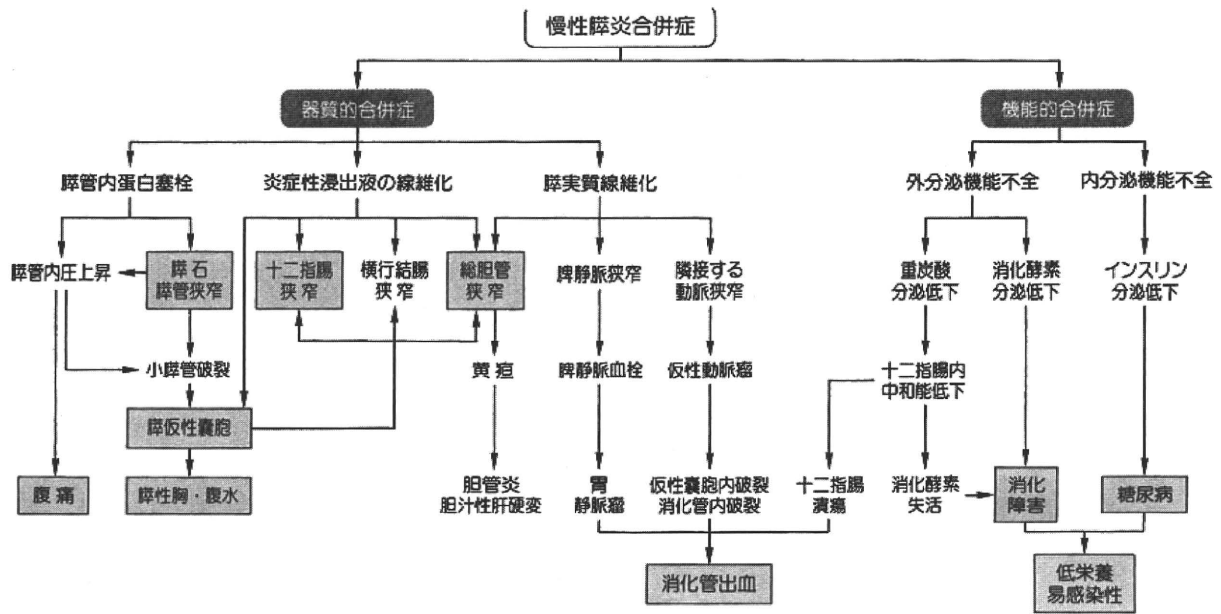 慢性膵炎合併症
器質的合併症
機能的合併症
膵管内蛋白塞栓
炎症性浸出液の線維化
膵実質線維化
外分泌機能不全
内分泌機能不全
膵管内圧上昇
膵石
膵管狭窄
十二指腸
狭窄
横行結腸
狭窄
総胆管
狭窄
脾静脈狭窄
隣接する
動脈狭窄
重炭酸
分泌低下
消化酵素
分泌低下
インスリン
分泌低下
小膵管破裂
黄疸
脾静脈血栓
仮性動脈瘤
十二指腸内
中和能低下
膵仮性嚢胞
腹痛
膵性胸・腹水
胆管炎
胆汁性肝硬変
胃
静脈瘤
仮性嚢胞内破裂
消化管内破裂
十二指腸
潰瘍
消化酵素
失活
消化
障害
糖尿病
消化管出血
低栄養
易感染性